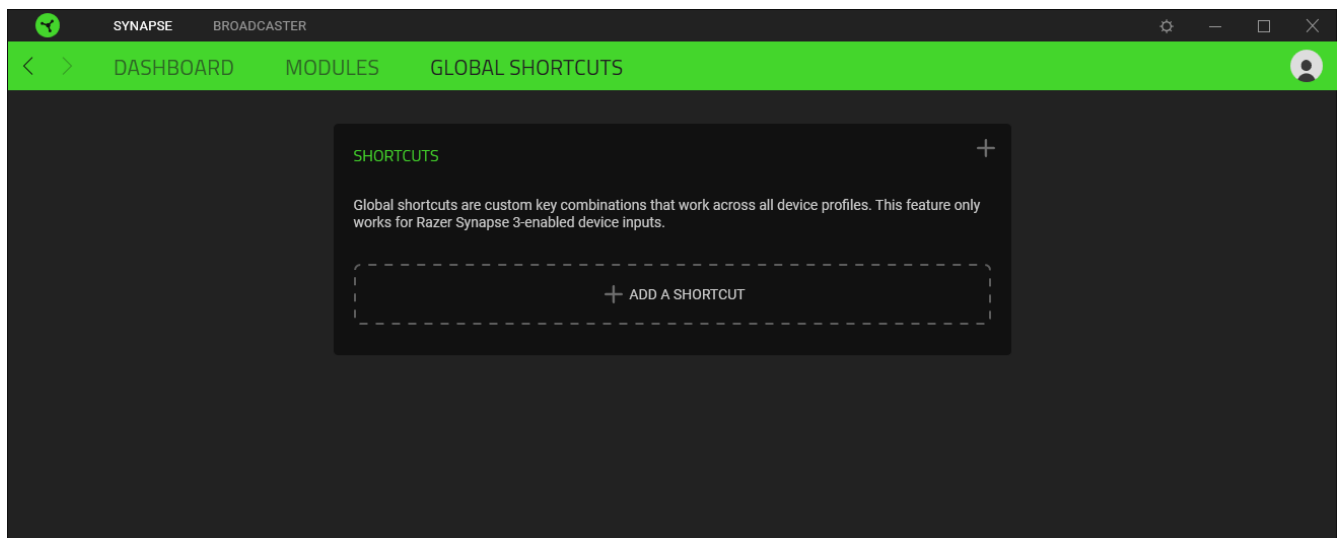 SYNAPSE BROADCASTER
DASHBOARD MODULES GLOBAL SHORTCUTS
SHORTCUTS
Global shortcuts are custom key combinations that work across all device profiles. This feature only
works for Razer Synapse 3-enabled device inputs.
ADD A SHORTCUT